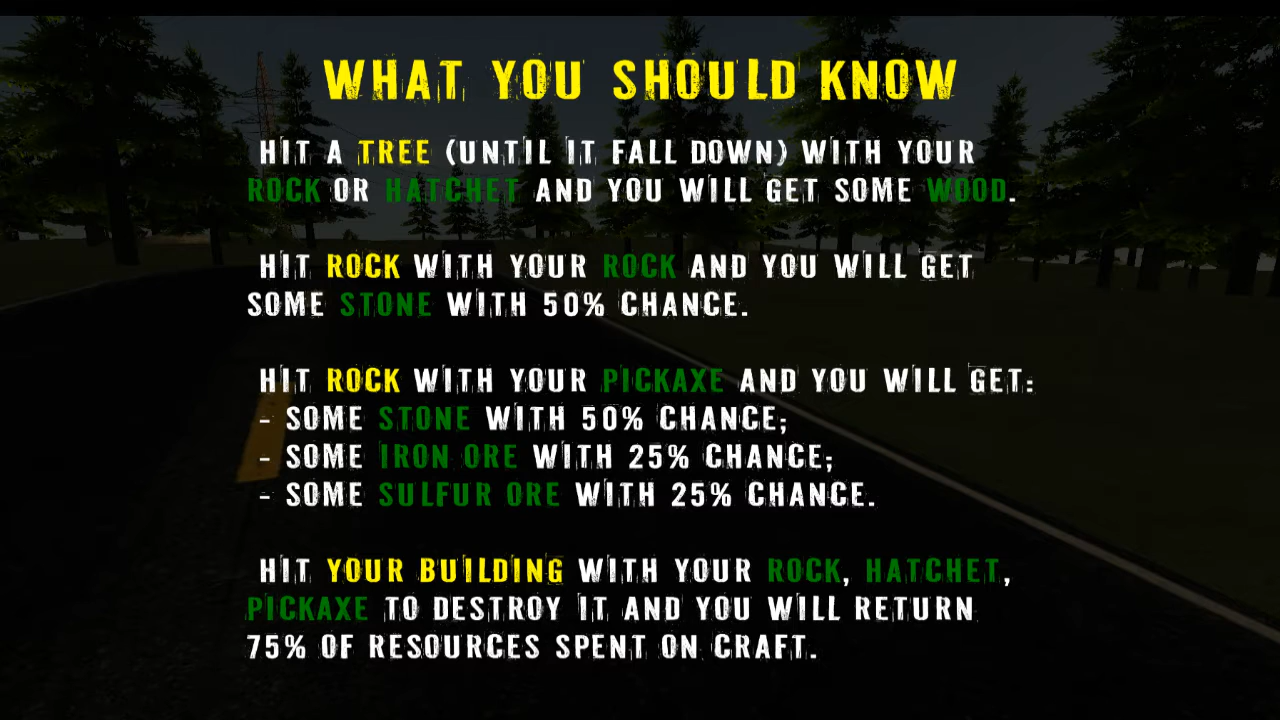 WHAT YOU SHOULD KNOW
HIT A TREE (UNTIL IT FALL DOWN) WITH YOUR
ROCK OR HATCHET AND YOU WILL GET SOME WOOD.
HIT ROCK WITH YOUR ROCK AND YOU WILL GET
SOME STONE WITH 50% CHANCE.
HIT ROCK WITH YOUR PICKAXE AND YOU WILL GET:
- SOME STONE WITH 50% CHANCE;
- SOME IRON ORE WITH 25% CHANCE;
- SOME SULFUR ORE WITH 25% CHANCE.
HIT YOUR BUILDING WITH YOUR ROCK, HATCHET,
PICKAXE TO DESTROY IT AND YOU WILL RETURN
75% OF RESOURCES SPENT ON CRAFT.